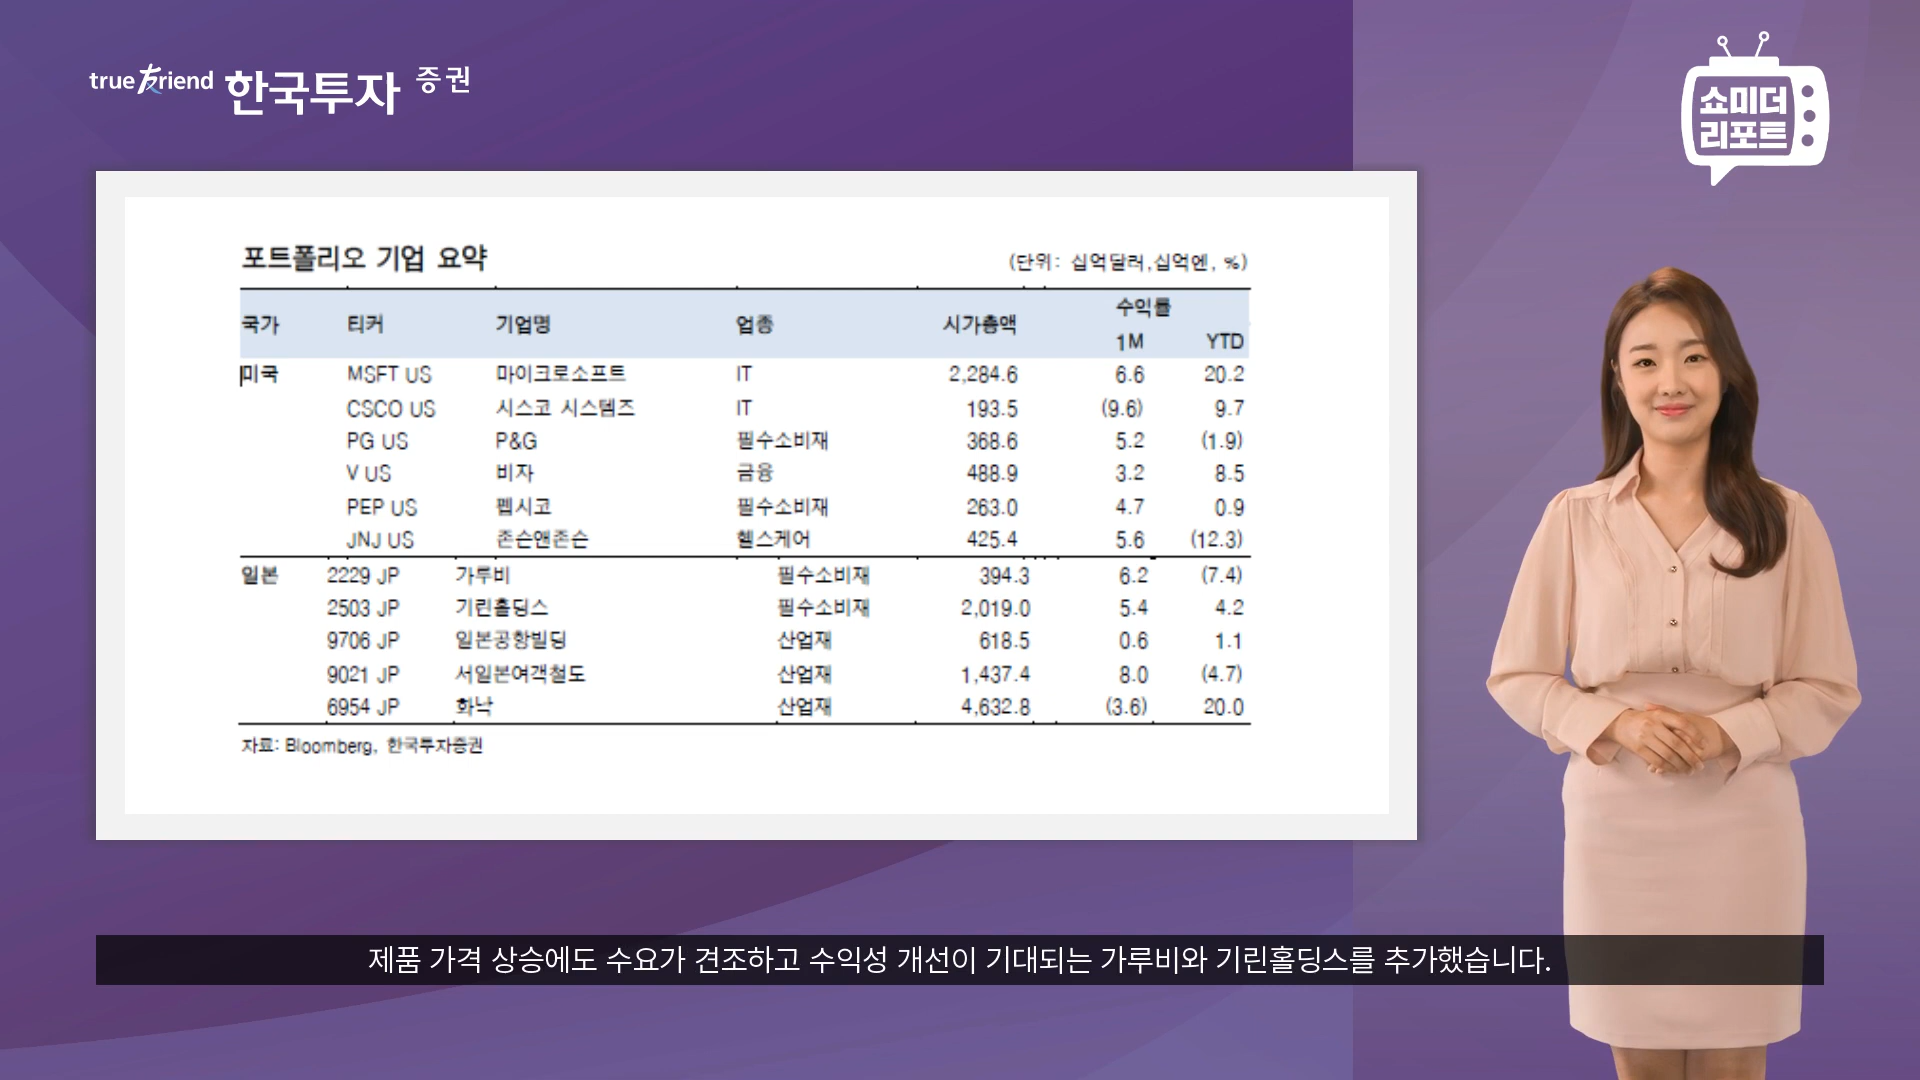 true友riend 한국투자 증권
쇼미더
리포트
포트폴리오 기업 요약 (단위: 십억달러,십억엔, %)
국가 티커 기업명 업종 시가총액 수익률
1M YTD
미국 MSFT US 마이크로소프트 IT 2,284.6 6.6 20.2
CSCO US 시스코 시스템즈 IT 193.5 (9.6) 9.7
PG US P&G 필수소비재 368.6 5.2 (1.9)
V US 비자 금융 488.9 3.2 8.5
PEP US 펩시코 필수소비재 263.0 4.7 0.9
JNJ US 존슨앤존슨 헬스케어 425.4 5.6 (12.3)
일본 2229 JP 가루비 필수소비재 394.3 6.2 (7.4)
2503 JP 기린홀딩스 필수소비재 2,019.0 5.4 4.2
9706 JP 일본공항빌딩 산업재 618.5 0.6 1.1
9021 JP 서일본여객철도 산업재 1,437.4 8.0 (4.7)
6954 JP 화낙 산업재 4,632.8 (3.6) 20.0
자료: Bloomberg, 한국투자증권
제품 가격 상승에도 수요가 견조하고 수익성 개선이 기대되는 가루비와 기린홀딩스를 추가했습니다.